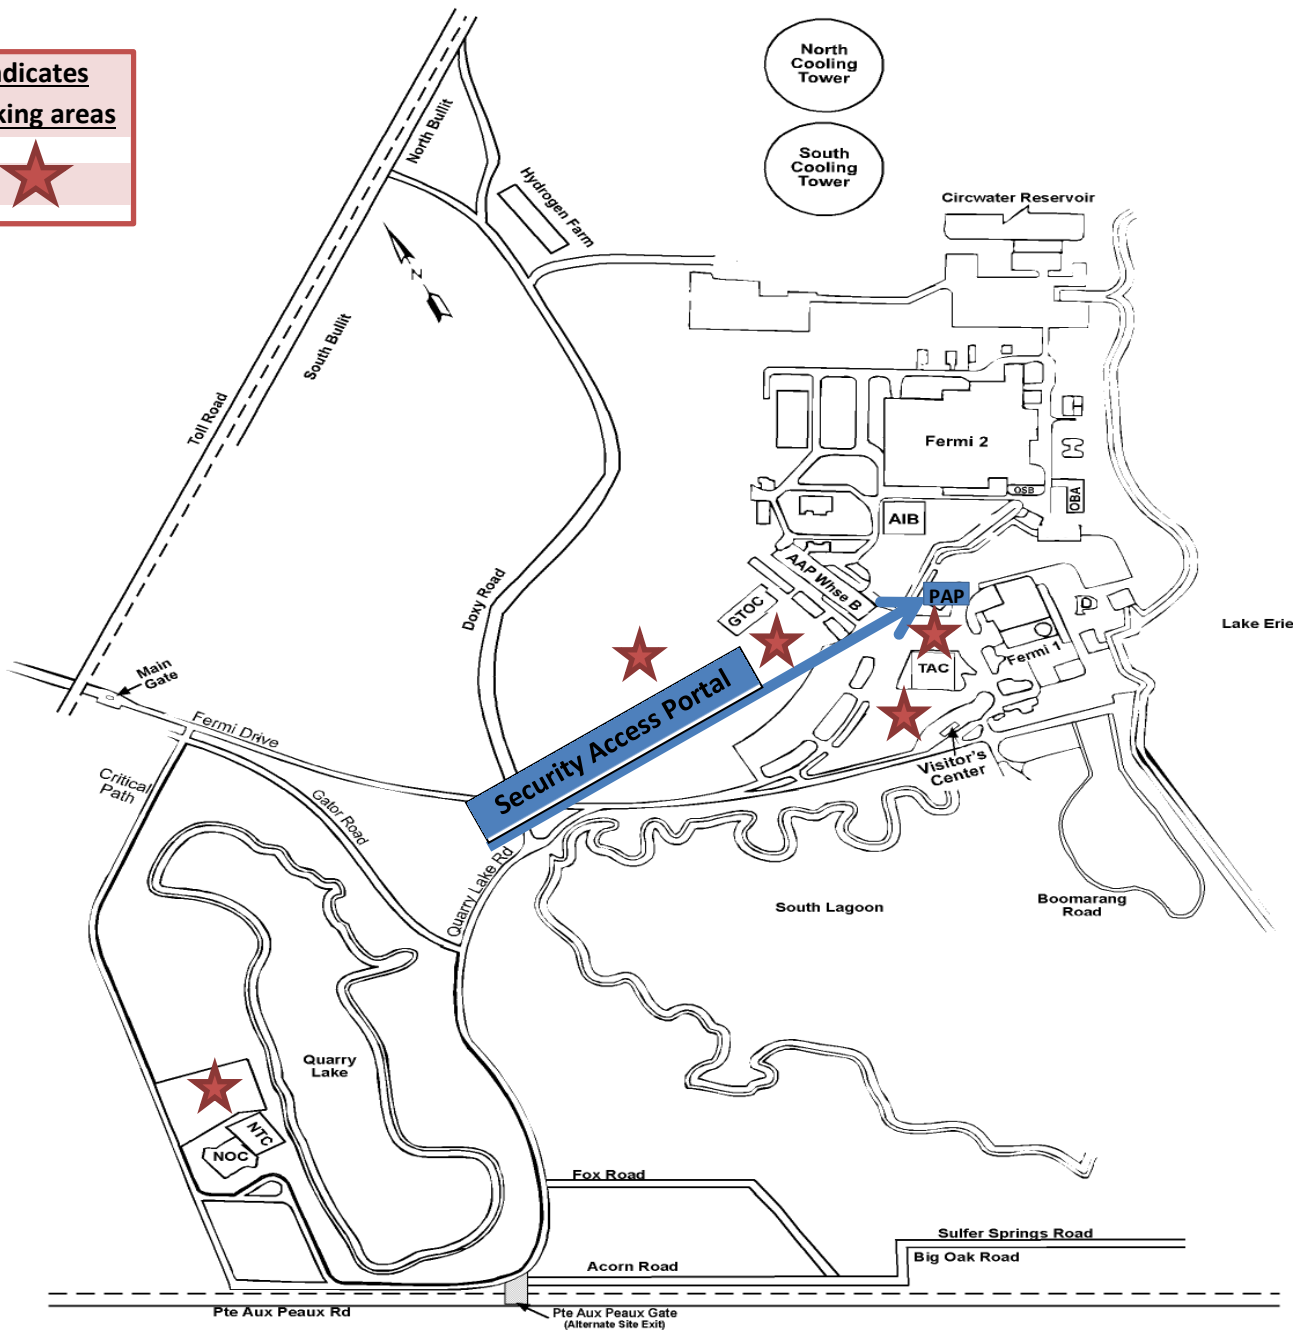 North
Cooling
Tower
South
Cooling
Tower
ndicates
king areas
North Bullit
Hydrogen Farm
Circwater Reservoir
N
South Bullit
Toll Road
Fermi 2
OSB
OBA
AIB
AAP Whse B
Doxy Road
GTOC
PAP
Lake Erie
Fermi 1
TAC
Main
Gate
Security Access Portal
Fermi Drive
Visitor's
Center
Critical
Path
Gator Road
Quarry Lake Rd
South Lagoon
Boomarang
Road
Quarry
Lake
NTC
NOC
Fox Road
Sulfer Springs Road
Big Oak Road
Acorn Road
Pte Aux Peaux Rd
Pte Aux Peaux Gate
(Alternate Site Exit)